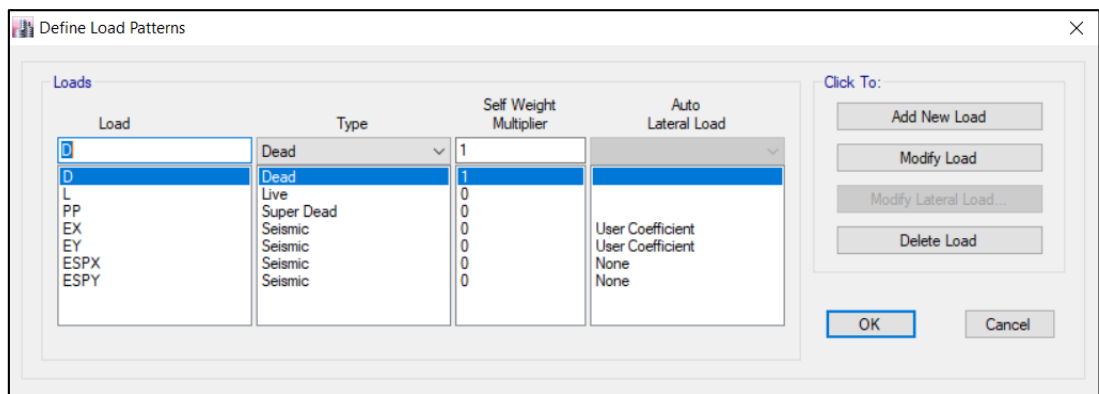 Define Load Patterns
Loads
Click To:
Load Type Self Weight Multiplier Auto Lateral Load
D Dead 1
D Dead 1
L Live 0
PP Super Dead 0
EX Seismic 0 User Coefficient
EY Seismic 0 User Coefficient
ESPX Seismic 0 None
ESPY Seismic 0 None
Add New Load
Modify Load
Modify Lateral Load...
Delete Load
OK Cancel